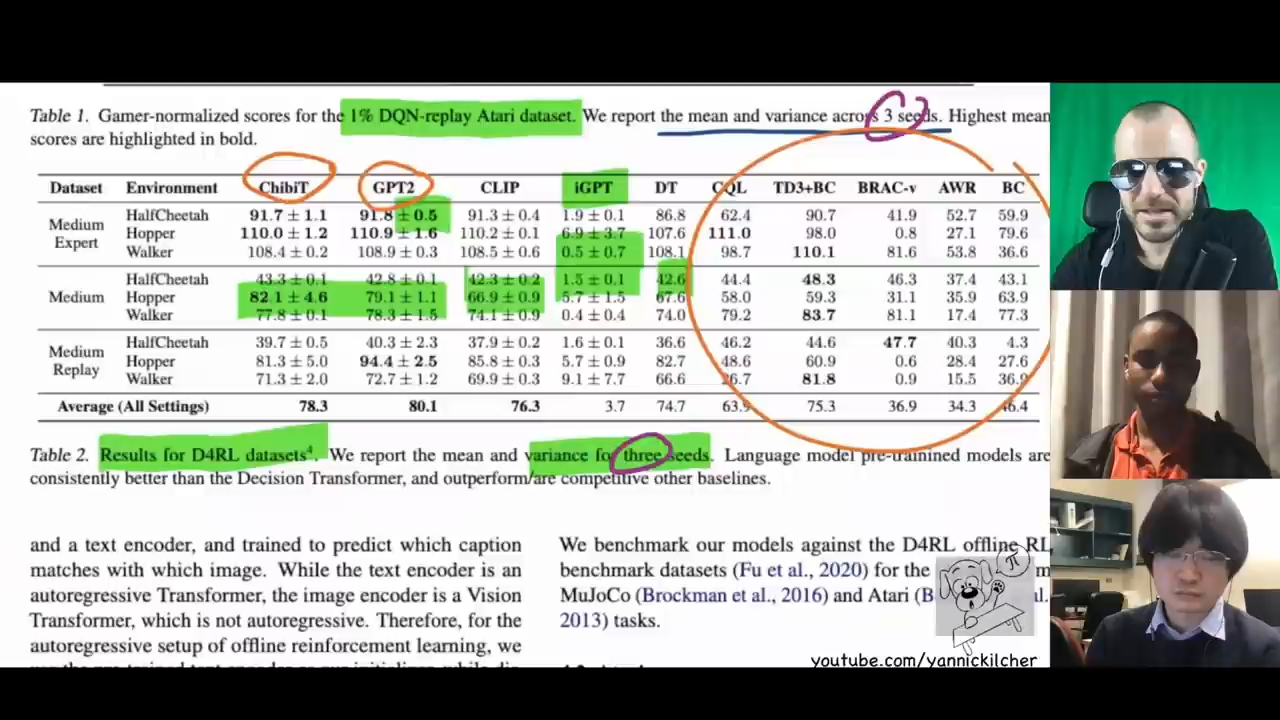 Table 1. Gamer-normalized scores for the 1% DQN-replay Atari dataset. We report the mean and variance across 3 seeds. Highest mean
scores are highlighted in bold.
Dataset Environment ChibiT GPT2 CLIP iGPT DT CQL TD3+BC BRAC-v AWR BC
HalfCheetah 91.7 ± 1.1 91.8 ± 0.5 91.3 ± 0.4 1.9 ± 0.1 86.8 62.4 90.7 41.9 52.7 59.9
Medium Expert Hopper 110.0 ± 1.2 110.9 ± 1.6 110.2 ± 0.1 6.9 ± 3.7 107.6 111.0 98.0 0.8 27.1 79.6
Walker 108.4 ± 0.2 108.9 ± 0.3 108.5 ± 0.6 0.5 ± 0.7 108.1 98.7 110.1 81.6 53.8 36.6
HalfCheetah 43.3 ± 0.1 42.8 ± 0.1 42.3 ± 0.2 1.5 ± 0.1 42.6 44.4 48.3 46.3 37.4 43.1
Medium Hopper 82.1 ± 4.6 79.1 ± 1.1 66.9 ± 0.9 5.7 ± 1.5 67.6 58.0 59.3 31.1 35.9 63.9
Walker 77.8 ± 0.1 78.3 ± 1.5 74.1 ± 0.9 0.4 ± 0.4 74.0 79.2 83.7 81.1 17.4 77.3
HalfCheetah 39.7 ± 0.5 40.3 ± 2.3 37.9 ± 0.2 1.6 ± 0.1 36.6 46.2 44.6 47.7 40.3 4.3
Medium Replay Hopper 81.3 ± 5.0 94.4 ± 2.5 85.8 ± 0.3 5.7 ± 0.9 82.7 48.6 60.9 0.6 28.4 27.6
Walker 71.3 ± 2.0 72.7 ± 1.2 69.9 ± 0.3 9.1 ± 7.7 66.6 26.7 81.8 0.9 15.5 36.9
Average (All Settings) 78.3 80.1 76.3 3.7 74.7 63.9 75.3 36.9 34.3 46.4
Table 2. Results for D4RL datasets⁴. We report the mean and variance for three seeds. Language model pre-trained models are
consistently better than the Decision Transformer, and outperform/are competitive other baselines.
and a text encoder, and trained to predict which caption
matches with which image. While the text encoder is an
autoregressive Transformer, the image encoder is a Vision
Transformer, which is not autoregressive. Therefore, for the
autoregressive setup of offline reinforcement learning, we
We benchmark our models against the D4RL offline RL
benchmark datasets (Fu et al., 2020) for the
MuJoCo (Brockman et al., 2016) and Atari (B al.
2013) tasks.
π
youtube.com/yannickilcher